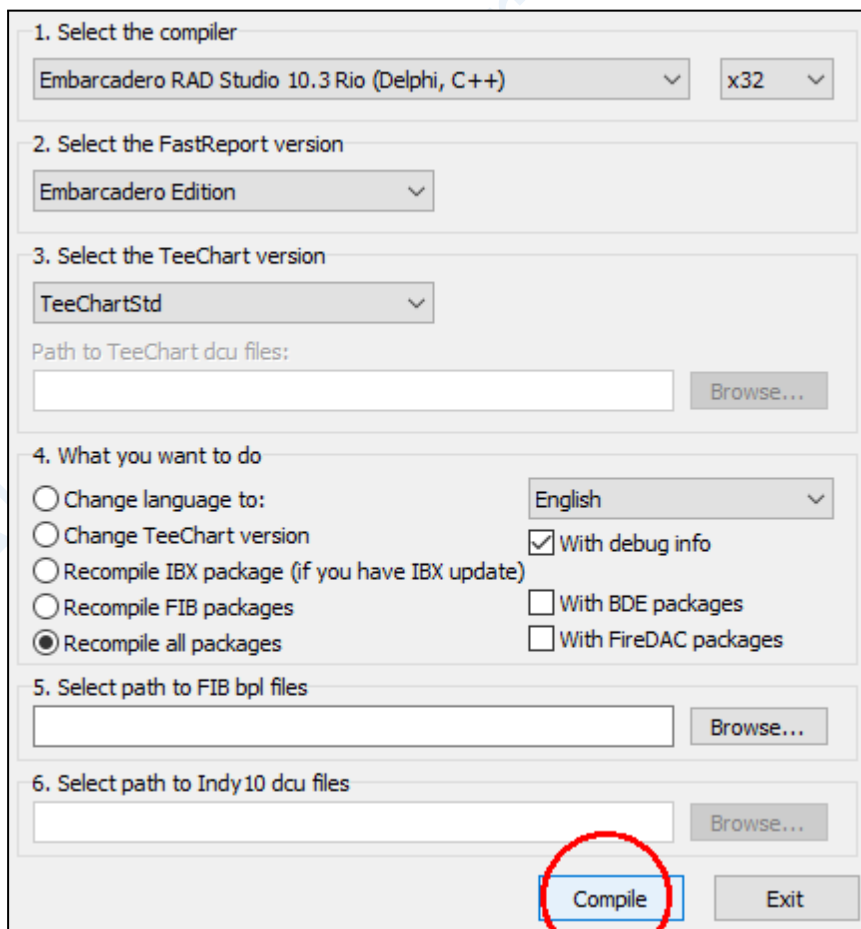 1. Select the compiler
Embarcadero RAD Studio 10.3 Rio (Delphi, C++)
x32
2. Select the FastReport version
Embarcadero Edition
3. Select the TeeChart version
TeeChartStd
Path to TeeChart dcu files:
Browse...
4. What you want to do
Change language to:
English
Change TeeChart version
With debug info
Recompile IBX package (if you have IBX update)
Recompile FIB packages
With BDE packages
Recompile all packages
With FireDAC packages
5. Select path to FIB bpl files
Browse...
6. Select path to Indy10 dcu files
Browse...
Compile
Exit